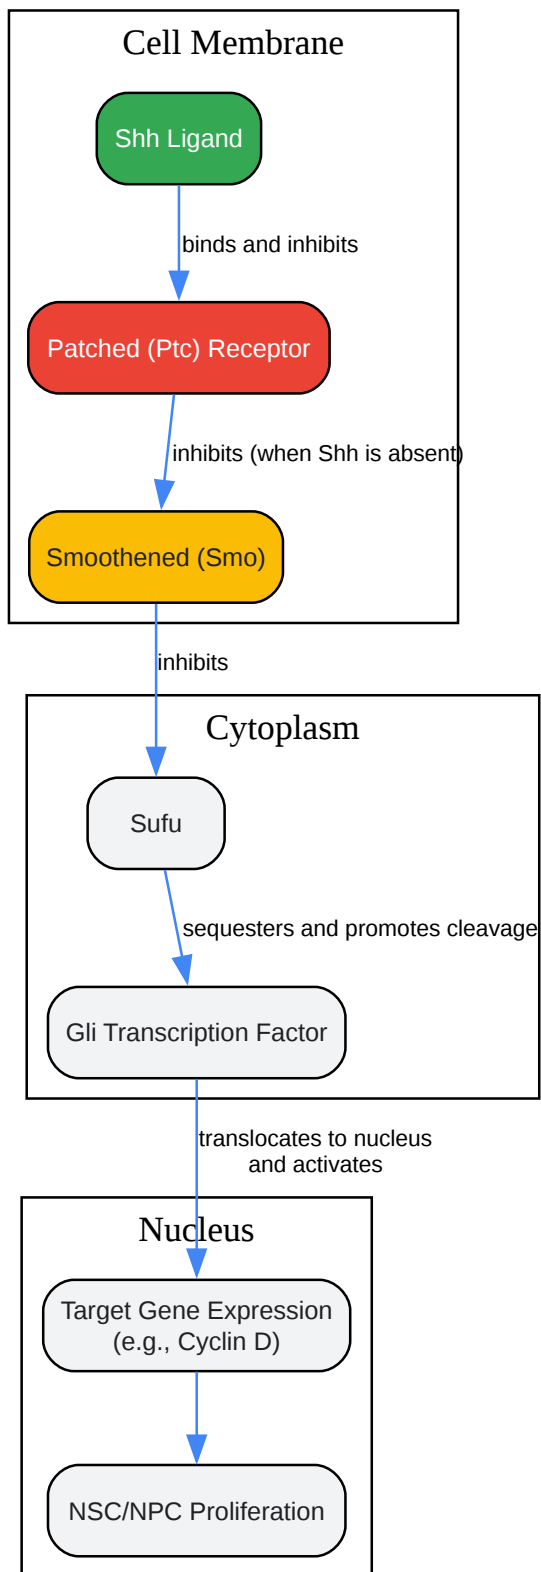 Cell Membrane
Shh Ligand
binds and inhibits
Patched (Ptc) Receptor
inhibits (when Shh is absent)
Smoothened (Smo)
inhibits
Cytoplasm
Sufu
sequesters and promotes cleavage
Gli Transcription Factor
translocates to nucleus
and activates
Nucleus
Target Gene Expression
(e.g., Cyclin D)
NSC/NPC Proliferation